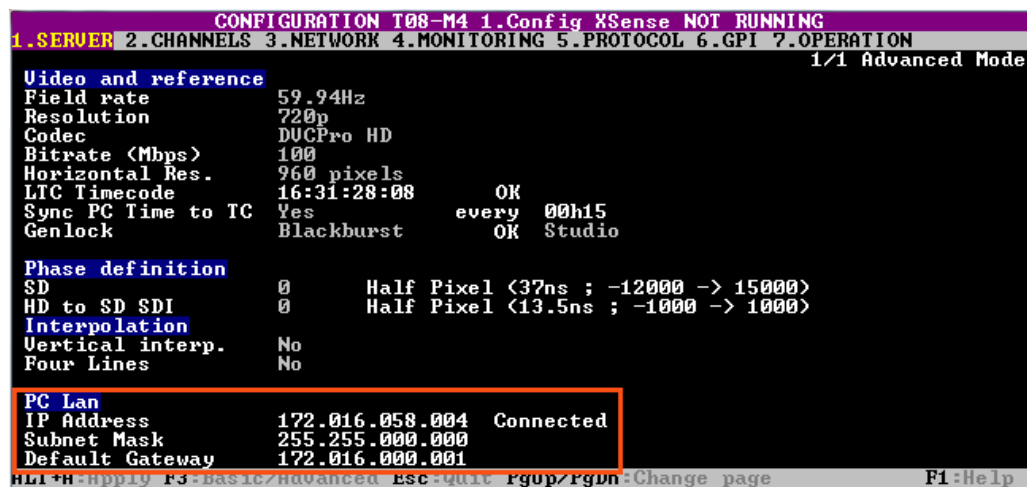 CONFIGURATION T08-M4 1.Config XSense NOT RUNNING
1.SERVER 2.CHANNELS 3.NETWORK 4.MONITORING 5.PROTOCOL 6.GPI 7.OPERATION
1/1 Advanced Mode
Video and reference
Field rate 59.94Hz
Resolution 720p
Codec DVCPro HD
Bitrate (Mbps) 100
Horizontal Res. 960 pixels
LTC Timecode 16:31:28:08 OK
Sync PC Time to TC Yes every 00h15
Genlock Blackburst OK Studio
Phase definition
SD 0 Half Pixel (37ns ; -12000 -> 15000)
HD to SD SDI 0 Half Pixel (13.5ns ; -1000 -> 1000)
Interpolation
Vertical interp. No
Four Lines No
PC Lan
IP Address 172.016.058.004 Connected
Subnet Mask 255.255.000.000
Default Gateway 172.016.000.001
ALT+A:Apply F3:Basic/Advanced Esc:Quit PgUp/PgDn:Change page F1:Help